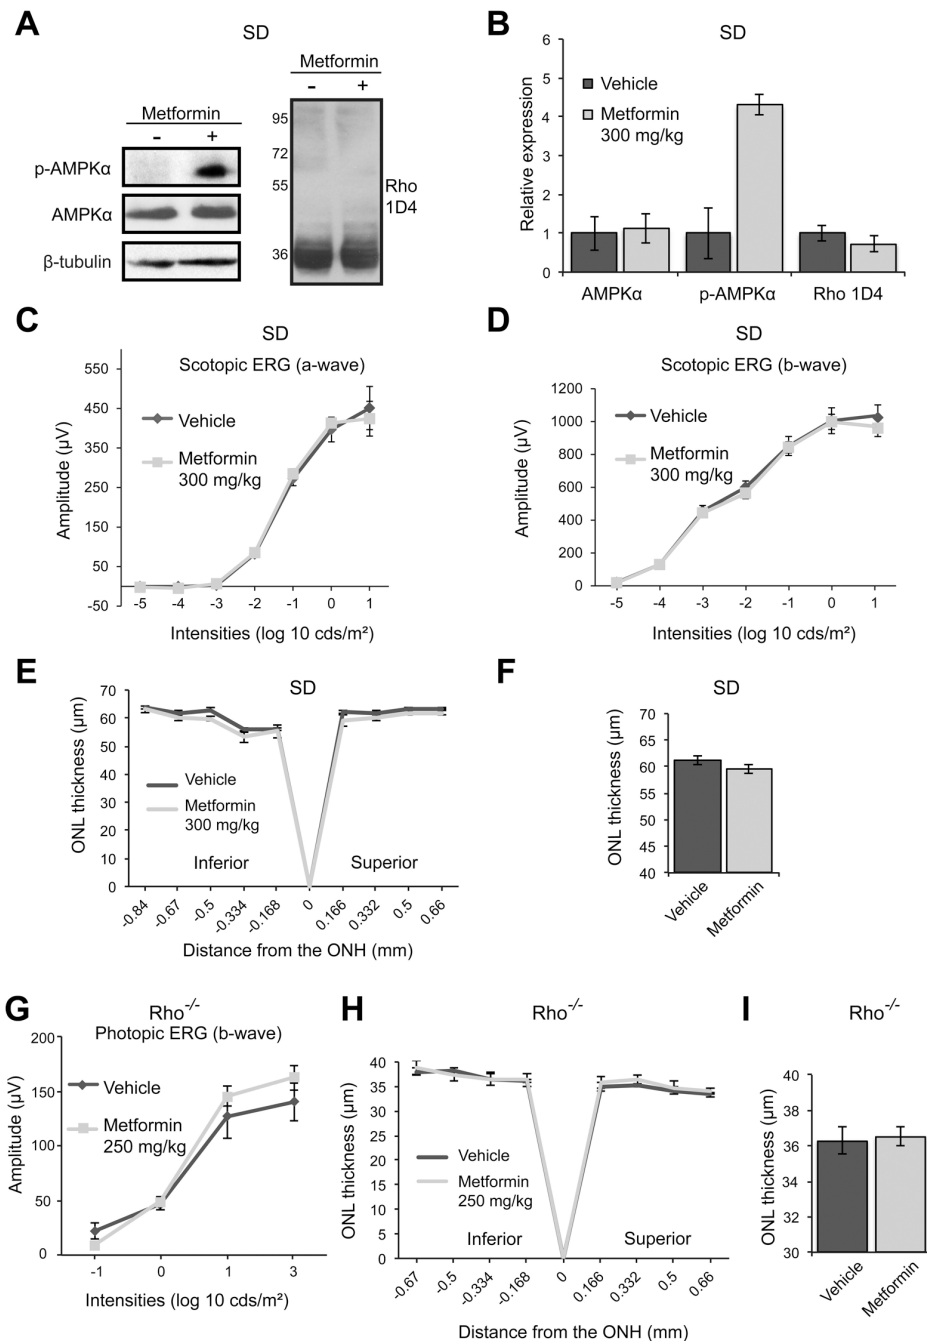 A
SD
Metformin
- +
p-AMPKα
AMPKα
β-tubulin
Metformin
- +
95
72
55
36
Rho
1D4
B
SD
Relative expression
6
5
4
3
2
1
0
Vehicle
Metformin
300 mg/kg
AMPKα p-AMPKα Rho 1D4
C
SD
Scotopic ERG (a-wave)
Amplitude (µV)
550
450
350
250
150
50
-50
Vehicle
Metformin
300 mg/kg
-5 -4 -3 -2 -1 0 1
Intensities (log 10 cds/m²)
D
SD
Scotopic ERG (b-wave)
Amplitude (µV)
1200
1000
800
600
400
200
0
Vehicle
Metformin
300 mg/kg
-5 -4 -3 -2 -1 0 1
Intensities (log 10 cds/m²)
E
SD
ONL thickness (µm)
70
60
50
40
30
20
10
0
Vehicle
Metformin
300 mg/kg
Inferior Superior
-0.84 -0.67 -0.5 -0.334 -0.168 0 0.166 0.332 0.5 0.66
Distance from the ONH (mm)
F
SD
ONL thickness (µm)
70
65
60
55
50
45
40
Vehicle Metformin
G
Rho-/-
Photopic ERG (b-wave)
Amplitude (µV)
200
150
100
50
0
Vehicle
Metformin
250 mg/kg
-1 0 1 3
Intensities (log 10 cds/m²)
H
Rho-/-
ONL thickness (µm)
40
35
30
25
20
15
10
5
0
Vehicle
Metformin
250 mg/kg
Inferior Superior
-0.67 -0.5 -0.334 -0.168 0 0.166 0.332 0.5 0.66
Distance from the ONH (mm)
I
Rho-/-
ONL thickness (µm)
40
38
36
34
32
30
Vehicle Metformin